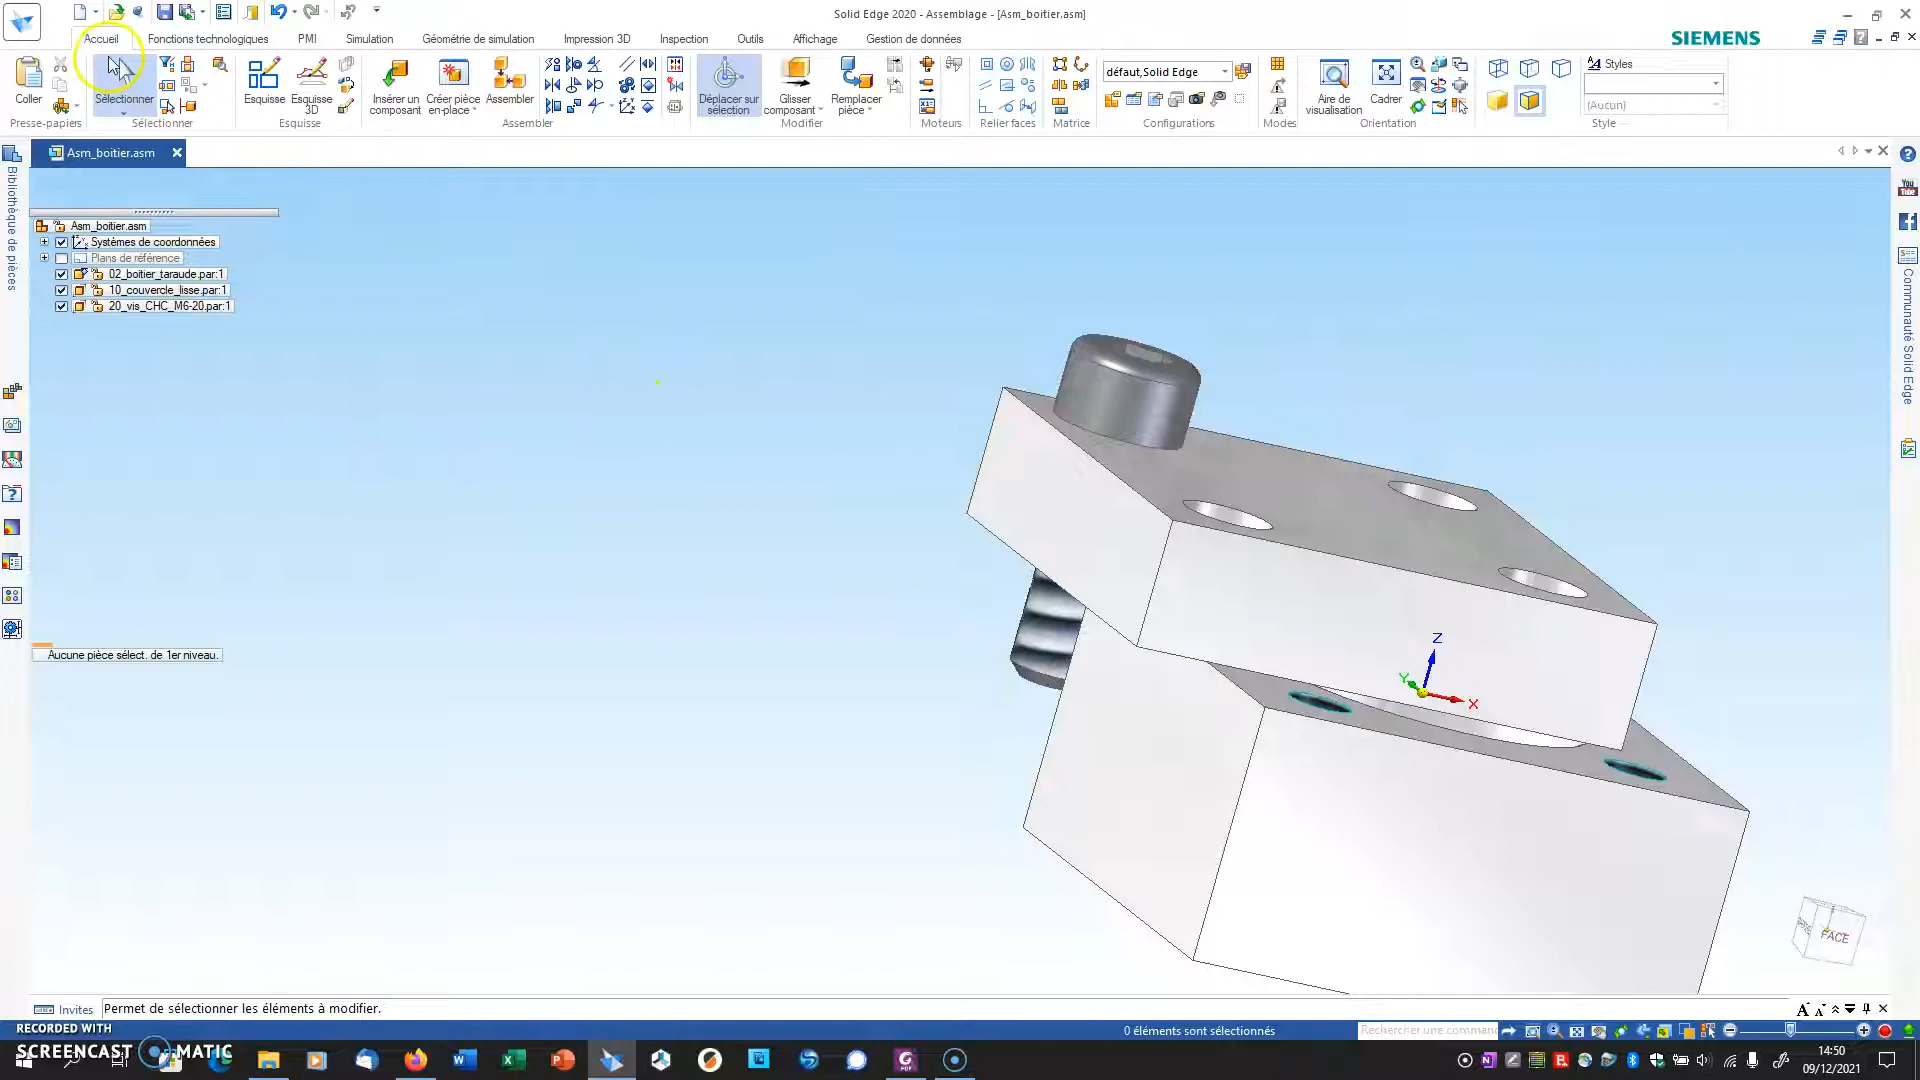 Solid Edge 2020 - Assemblage - [Asm_boitier.asm]
Accueil
Fonctions technologiques
PMI
Simulation
Géométrie de simulation
Impression 3D
Inspection
Outils
Affichage
Gestion de données
SIEMENS
Coller
Sélectionner
Esquisse
Esquisse 3D
Insérer un composant
Créer pièce en-place
Assembler
Déplacer sur sélection
Glisser composant
Remplacer pièce
défaut,Solid Edge
Aire de visualisation
Cadrer
Styles
(Aucun)
Presse-papiers
Sélectionner
Esquisse
Assembler
Modifier
Moteurs
Relier faces
Matrice
Configurations
Modes
Orientation
Style
Asm_boitier.asm
Bibliothèque de pièces
Asm_boitier.asm
Systèmes de coordonnées
Plans de référence
02_boitier_taraude.par:1
10_couvercle_lisse.par:1
20_vis_CHC_M6-20.par:1
Aucune pièce sélect. de 1er niveau.
You
Tube
Communauté Solid Edge
Z
Y
X
FACE
Invites
Permet de sélectionner les éléments à modifier.
0 éléments sont sélectionnés
Rechercher une command
RECORDED WITH
SCREENCAST MATIC
14:50
09/12/2021